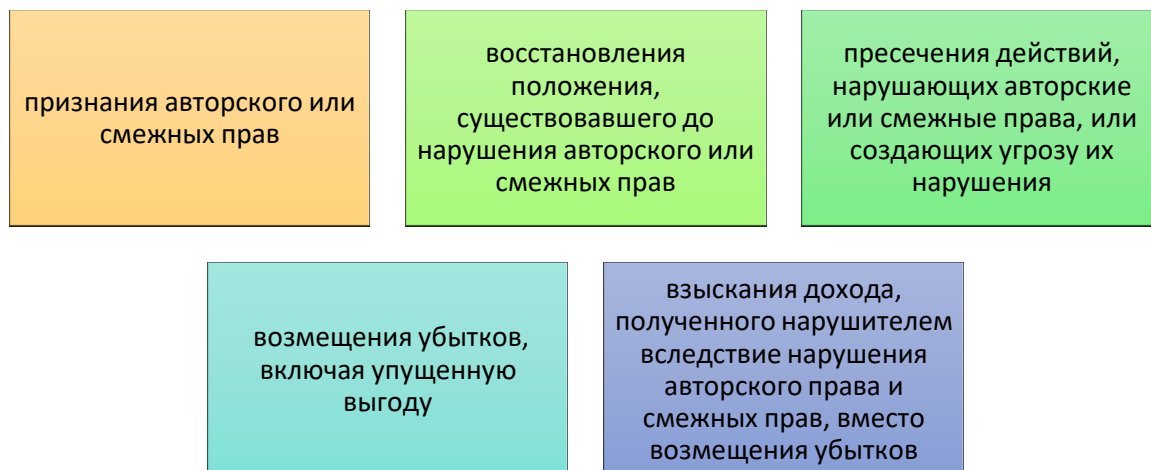 признания авторского или
смежных прав
восстановления
положения,
существовавшего до
нарушения авторского или
смежных прав
пресечения действий,
нарушающих авторские
или смежные права, или
создающих угрозу их
нарушения
возмещения убытков,
включая упущенную
выгоду
взыскания дохода,
полученного нарушителем
вследствие нарушения
авторского права и
смежных прав, вместо
возмещения убытков